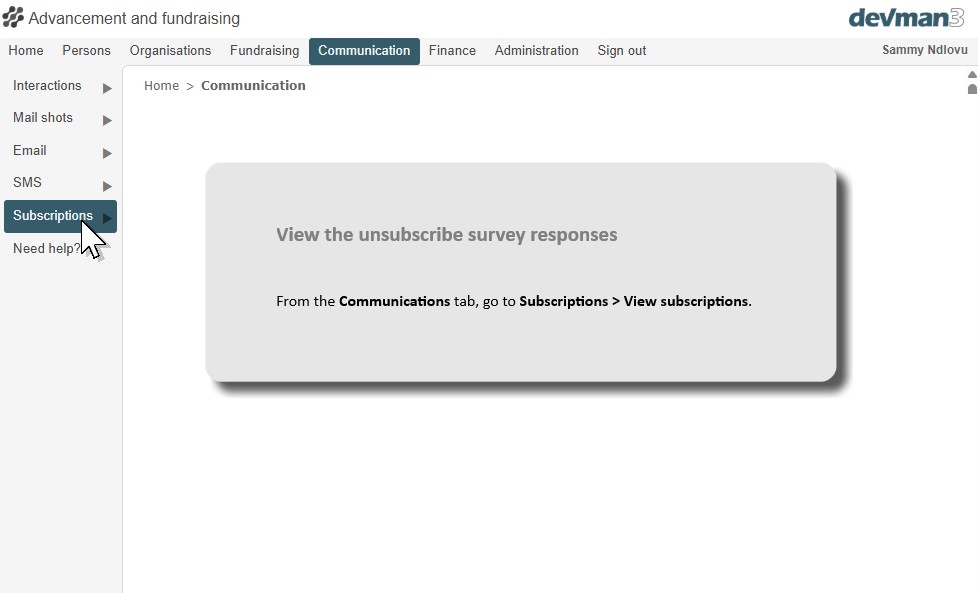 Advancement and fundraising
devman3
Home Persons Organisations Fundraising Communication Finance Administration Sign out
Sammy Ndlovu
Interactions
Mail shots
Email
SMS
Subscriptions
Need help?
Home > Communication
View the unsubscribe survey responses
From the Communications tab, go to Subscriptions > View subscriptions.